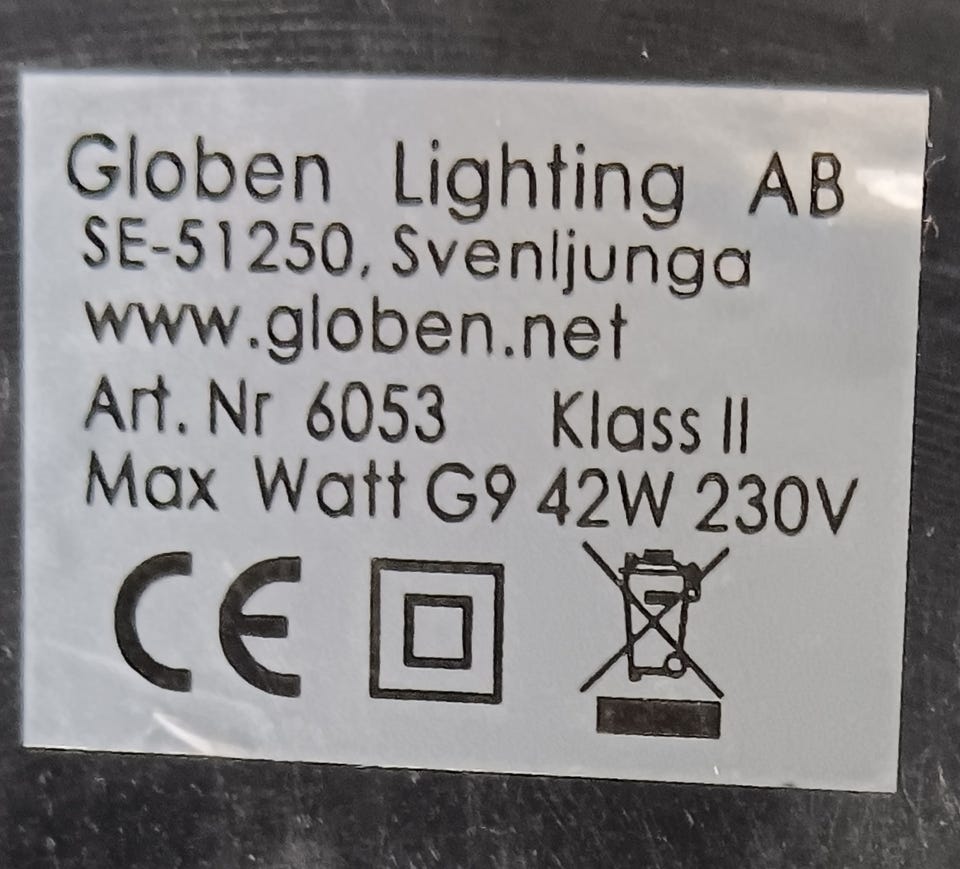 Globen Lighting AB
SE-51250, Svenljunga
www.globen.net
Art. Nr 6053 Klass II
Max Watt G9 42W 230V
CE